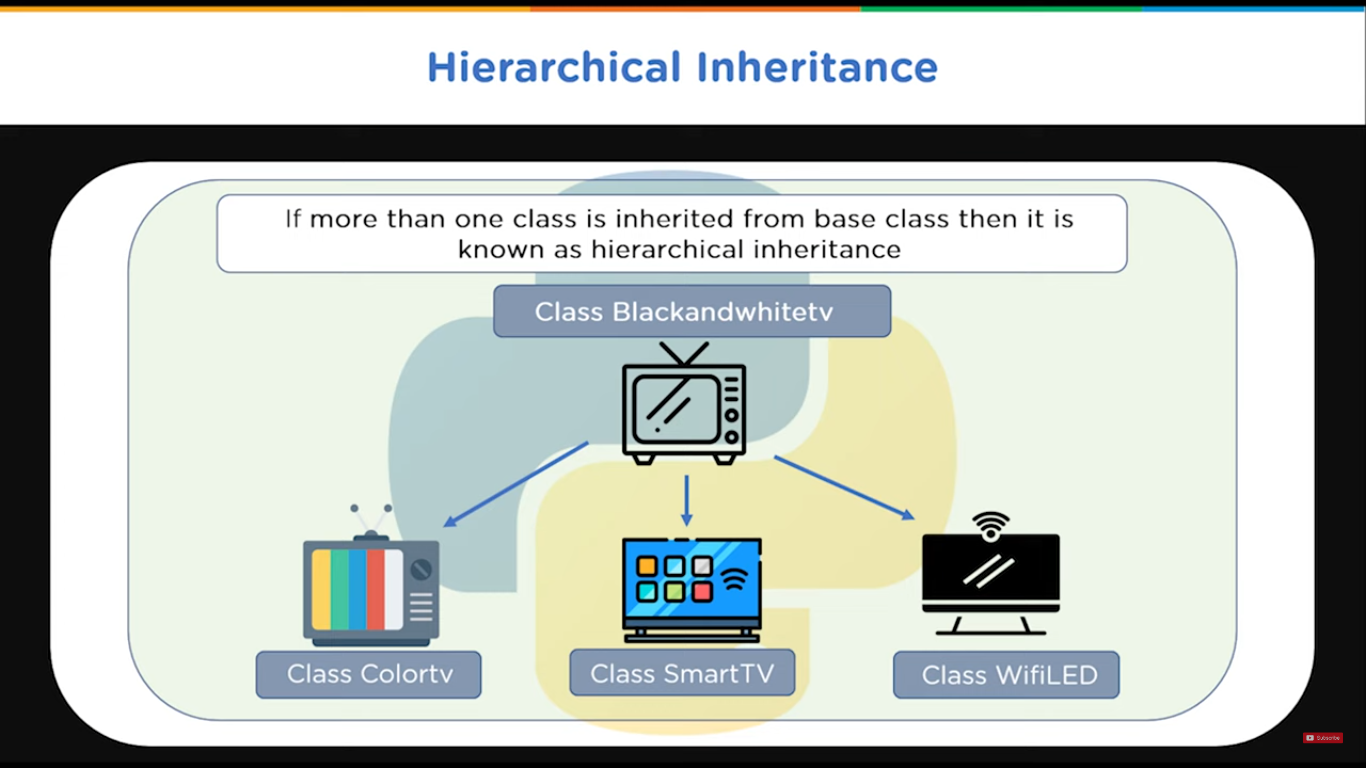 Hierarchical Inheritance
If more than one class is inherited from base class then it is
known as hierarchical inheritance
Class Blackandwhitetv
Class Colortv
Class SmartTV
Class WifiLED
Subscribe